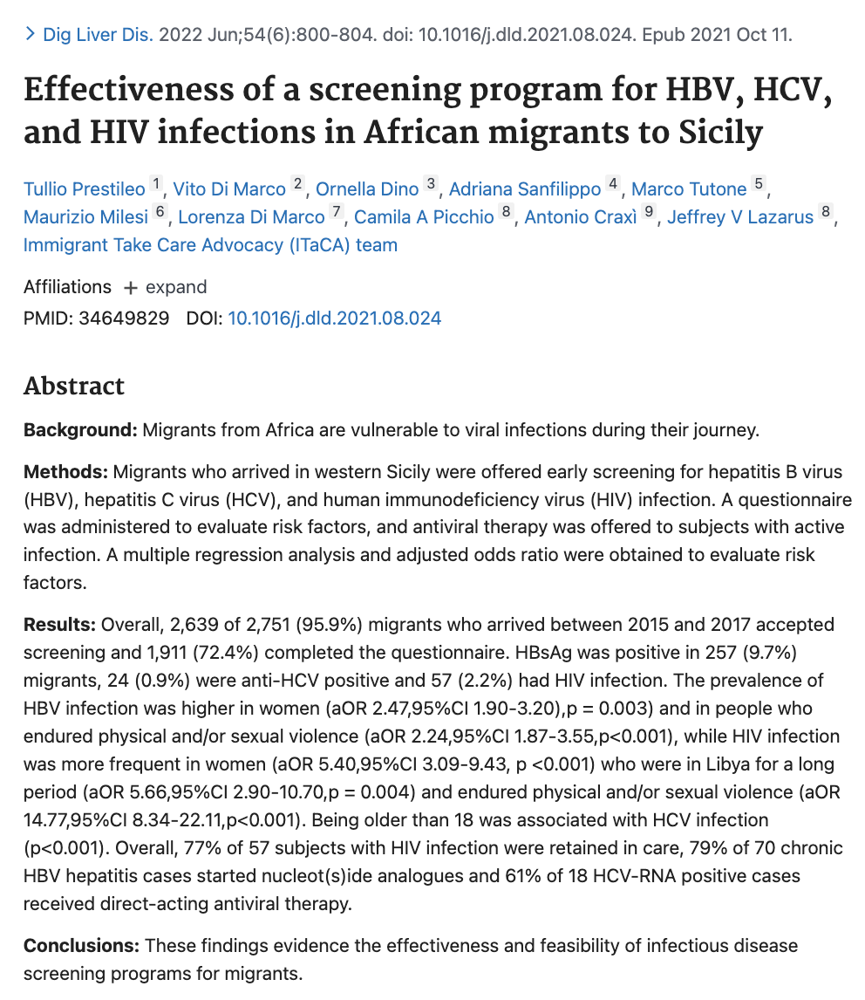 > Dig Liver Dis. 2022 Jun;54(6):800-804. doi: 10.1016/j.dld.2021.08.024. Epub 2021 Oct 11.
Effectiveness of a screening program for HBV, HCV,
and HIV infections in African migrants to Sicily
Tullio Prestileo 1, Vito Di Marco 2, Ornella Dino 3, Adriana Sanfilippo 4, Marco Tutone 5,
Maurizio Milesi 6, Lorenza Di Marco 7, Camila A Picchio 8, Antonio Craxì 9, Jeffrey V Lazarus 8,
Immigrant Take Care Advocacy (ITaCA) team
Affiliations + expand
PMID: 34649829 DOI: 10.1016/j.dld.2021.08.024
Abstract
Background: Migrants from Africa are vulnerable to viral infections during their journey.
Methods: Migrants who arrived in western Sicily were offered early screening for hepatitis B virus
(HBV), hepatitis C virus (HCV), and human immunodeficiency virus (HIV) infection. A questionnaire
was administered to evaluate risk factors, and antiviral therapy was offered to subjects with active
infection. A multiple regression analysis and adjusted odds ratio were obtained to evaluate risk
factors.
Results: Overall, 2,639 of 2,751 (95.9%) migrants who arrived between 2015 and 2017 accepted
screening and 1,911 (72.4%) completed the questionnaire. HBsAg was positive in 257 (9.7%)
migrants, 24 (0.9%) were anti-HCV positive and 57 (2.2%) had HIV infection. The prevalence of
HBV infection was higher in women (aOR 2.47,95%CI 1.90-3.20),p = 0.003) and in people who
endured physical and/or sexual violence (aOR 2.24,95%CI 1.87-3.55,p<0.001), while HIV infection
was more frequent in women (aOR 5.40,95%CI 3.09-9.43, p <0.001) who were in Libya for a long
period (aOR 5.66,95%CI 2.90-10.70,p = 0.004) and endured physical and/or sexual violence (aOR
14.77,95%CI 8.34-22.11,p<0.001). Being older than 18 was associated with HCV infection
(p<0.001). Overall, 77% of 57 subjects with HIV infection were retained in care, 79% of 70 chronic
HBV hepatitis cases started nucleot(s)ide analogues and 61% of 18 HCV-RNA positive cases
received direct-acting antiviral therapy.
Conclusions: These findings evidence the effectiveness and feasibility of infectious disease
screening programs for migrants.